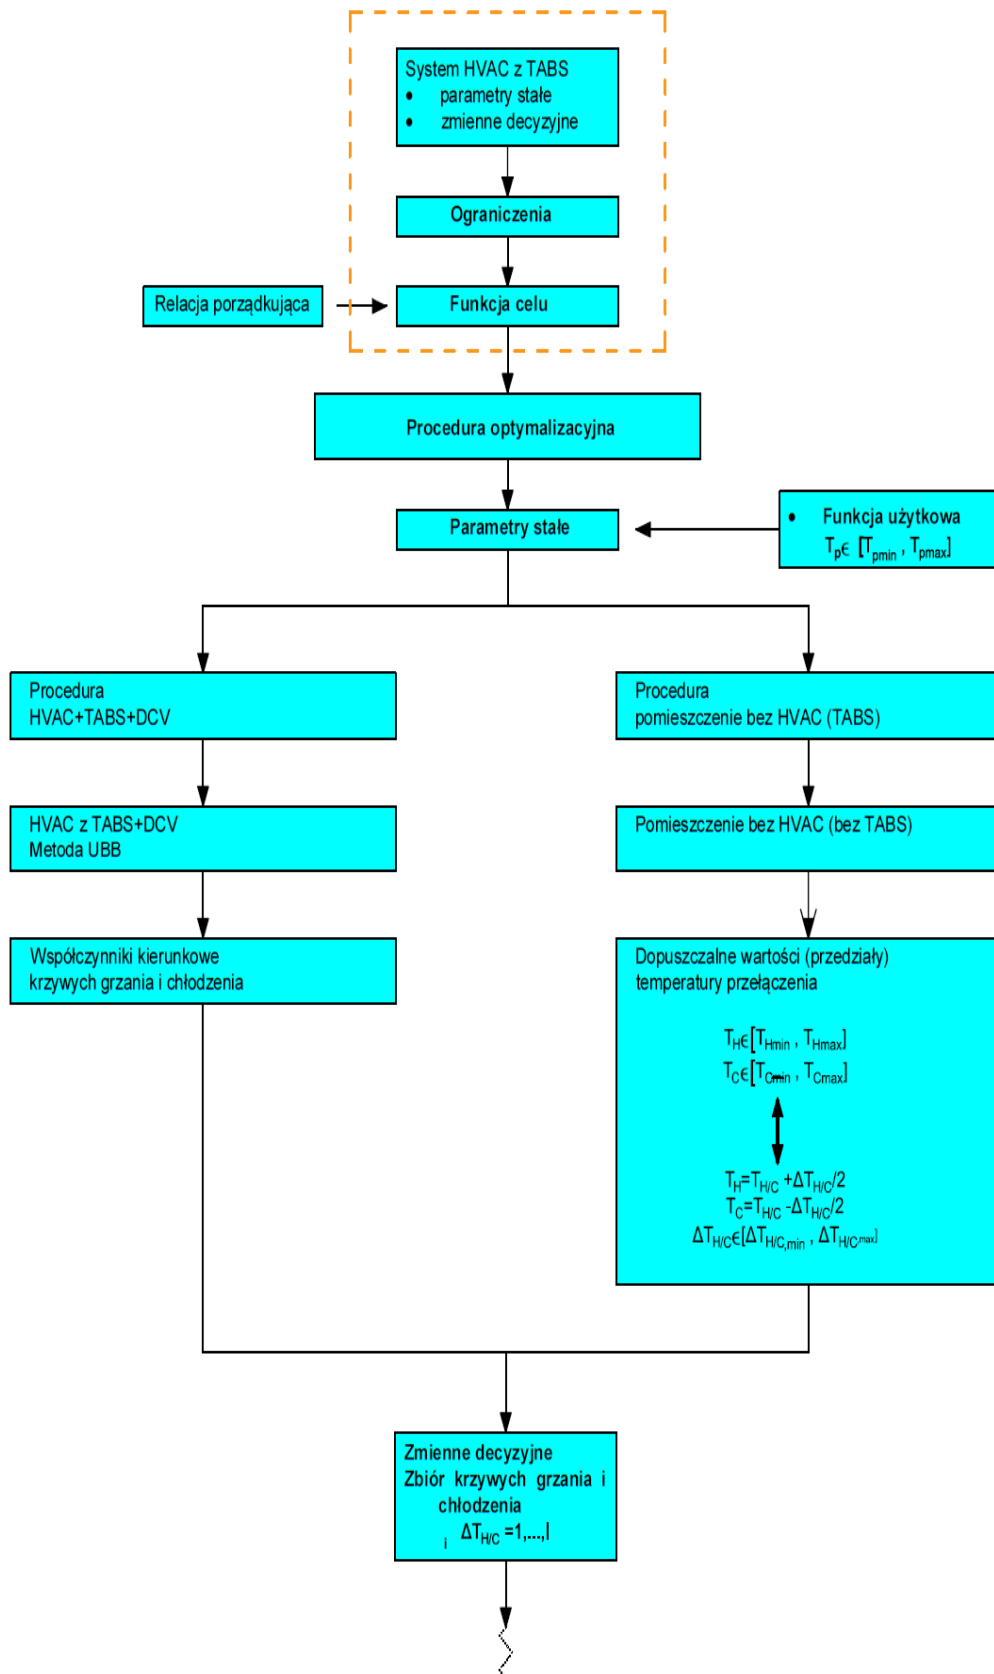 System HVAC z TABS
• parametry stałe
• zmienne decyzyjne
Ograniczenia
Relacja porządkująca
Funkcja celu
Procedura optymalizacyjna
Parametry stałe
• Funkcja użytkowa
Tp∈ [Tpmin , Tpmax]
Procedura
HVAC+TABS+DCV
Procedura
pomieszczenie bez HVAC (TABS)
HVAC z TABS+DCV
Metoda UBB
Pomieszczenie bez HVAC (bez TABS)
Współczynniki kierunkowe
krzywych grzania i chłodzenia
Dopuszczalne wartości (przedziały)
temperatury przełączenia
TH∈[THmin , THmax]
TC∈[TCmin , TCmax]
TH=TH/C +ΔTH/C/2
TC=TH/C -ΔTH/C/2
ΔTH/C∈[ΔTH/C,min , ΔTH/C,max]
Zmienne decyzyjne
Zbiór krzywych grzania i
chłodzenia
i ΔTH/C =1,...,I